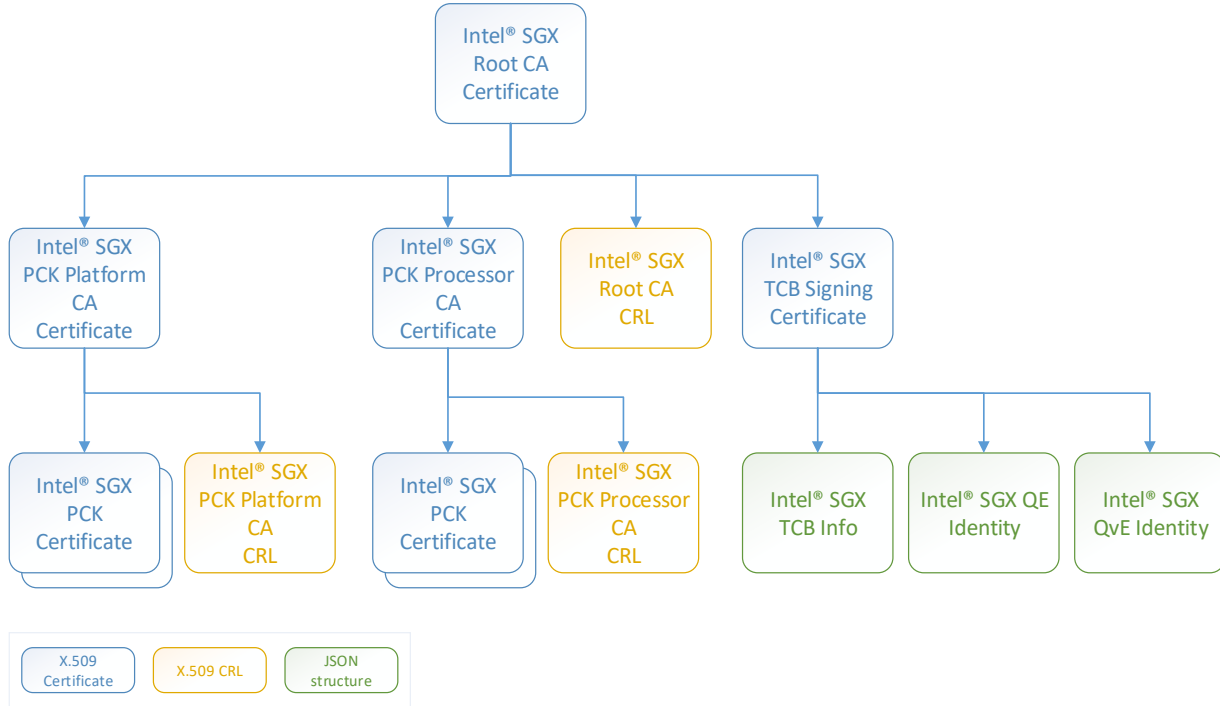 Intel® SGX
Root CA
Certificate
Intel® SGX
PCK Platform
CA
Certificate
Intel® SGX
PCK Processor
CA
Certificate
Intel® SGX
Root CA
CRL
Intel® SGX
TCB Signing
Certificate
Intel® SGX
PCK
Certificate
Intel® SGX
PCK Platform
CA
CRL
Intel® SGX
PCK
Certificate
Intel® SGX
PCK Processor
CA
CRL
Intel® SGX
TCB Info
Intel® SGX QE
Identity
Intel® SGX
QvE Identity
X.509
Certificate
X.509 CRL
JSON
structure